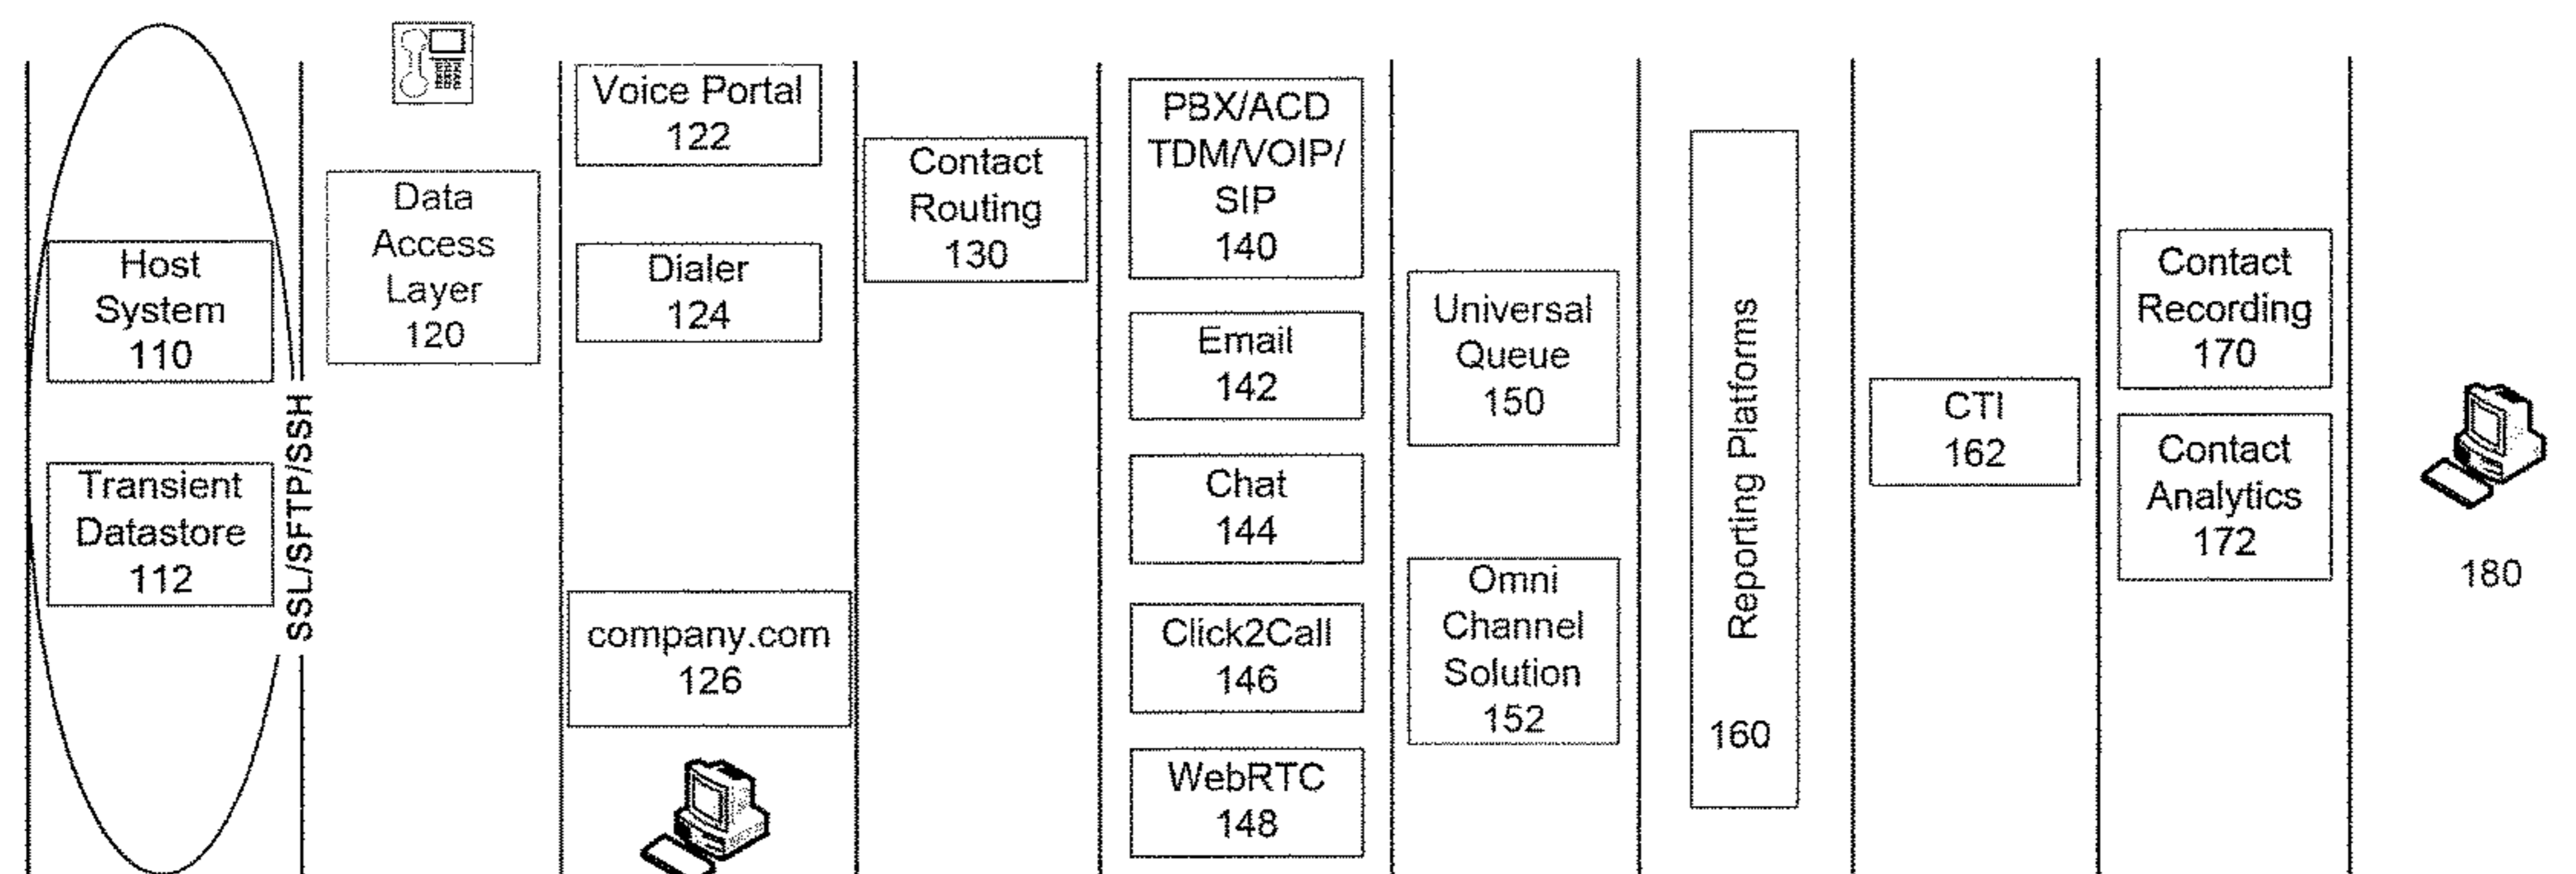 Host
System
110
Transient
Datastore
112
SSL/SFTP/SSH
Data
Access
Layer
120
Voice Portal
122
Dialer
124
company.com
126
Contact
Routing
130
PBX/ACD
TDM/VOIP/
SIP
140
Email
142
Chat
144
Click2Call
146
WebRTC
148
Universal
Queue
150
Omni
Channel
Solution
152
Reporting Platforms
160
CTI
162
Contact
Recording
170
Contact
Analytics
172
180